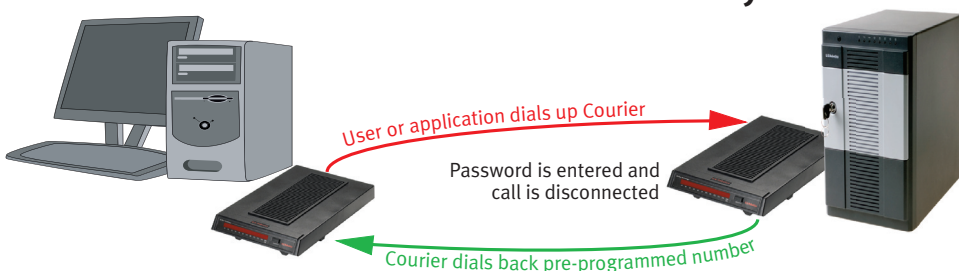 User or application dials up Courier
Password is entered and
call is disconnected
Courier dials back pre-programmed number